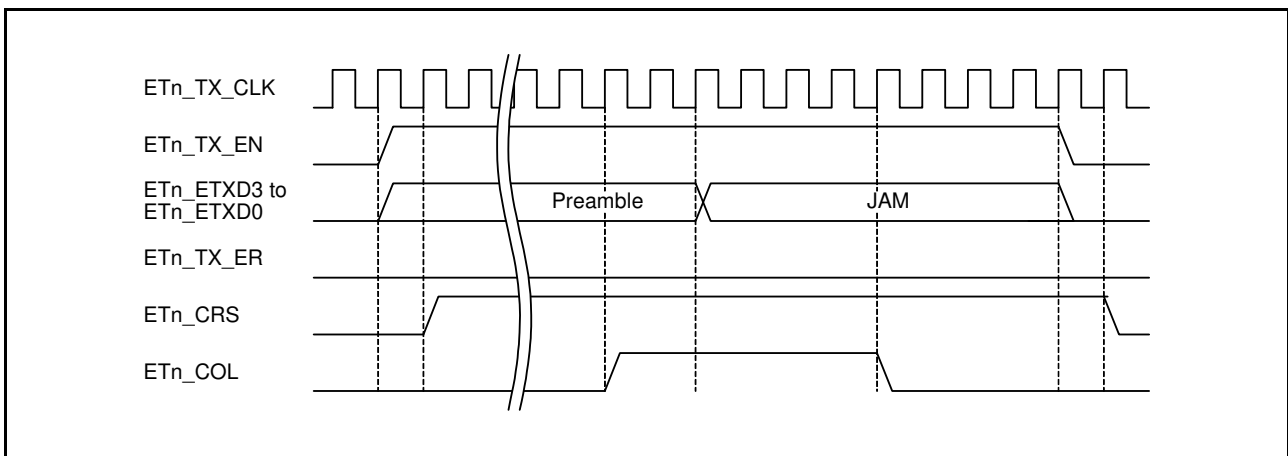 ETn_TX_CLK
ETn_TX_EN
ETn_ETXD3 to
ETn_ETXD0
Preamble
JAM
ETn_TX_ER
ETn_CRS
ETn_COL